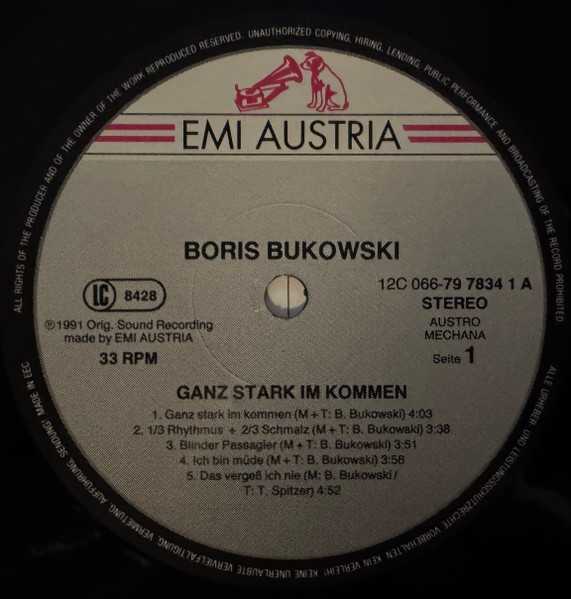 ALL RIGHTS OF THE PRODUCER AND OF THE OWNER OF THE WORK REPRODUCED RESERVED. UNAUTHORIZED COPYING, HIRING, LENDING, PUBLIC PERFORMANCE AND BROADCASTING OF THE RECORD PROHIBITED.
EMI AUSTRIA
BORIS BUKOWSKI
LC 8428
12C 066-79 7834 1 A
STEREO
℗1991 Orig. Sound Recording
made by EMI AUSTRIA
AUSTRO
MECHANA
33 RPM
Seite 1
GANZ STARK IM KOMMEN
1. Ganz stark im kommen (M + T: B. Bukowski) 4:03
2. 1/3 Rhythmus + 2/3 Schmalz (M + T: B. Bukowski) 3:38
3. Blinder Passagier (M + T: B. Bukowski) 3:51
4. Ich bin müde (M + T: B. Bukowski) 3:56
5. Das vergeß ich nie (M: B. Bukowski /
T: T. Spitzer) 4:52
ALLE URHEBER UND LEISTUNGSSCHUTZRECHTE VORBEHALTEN. KEIN VERLEIH! KEINE UNERLAUBTE VERVIELFÄLTIGUNG, VERMIETUNG, AUFFÜHRUNG, SENDUNG! MADE IN EEC